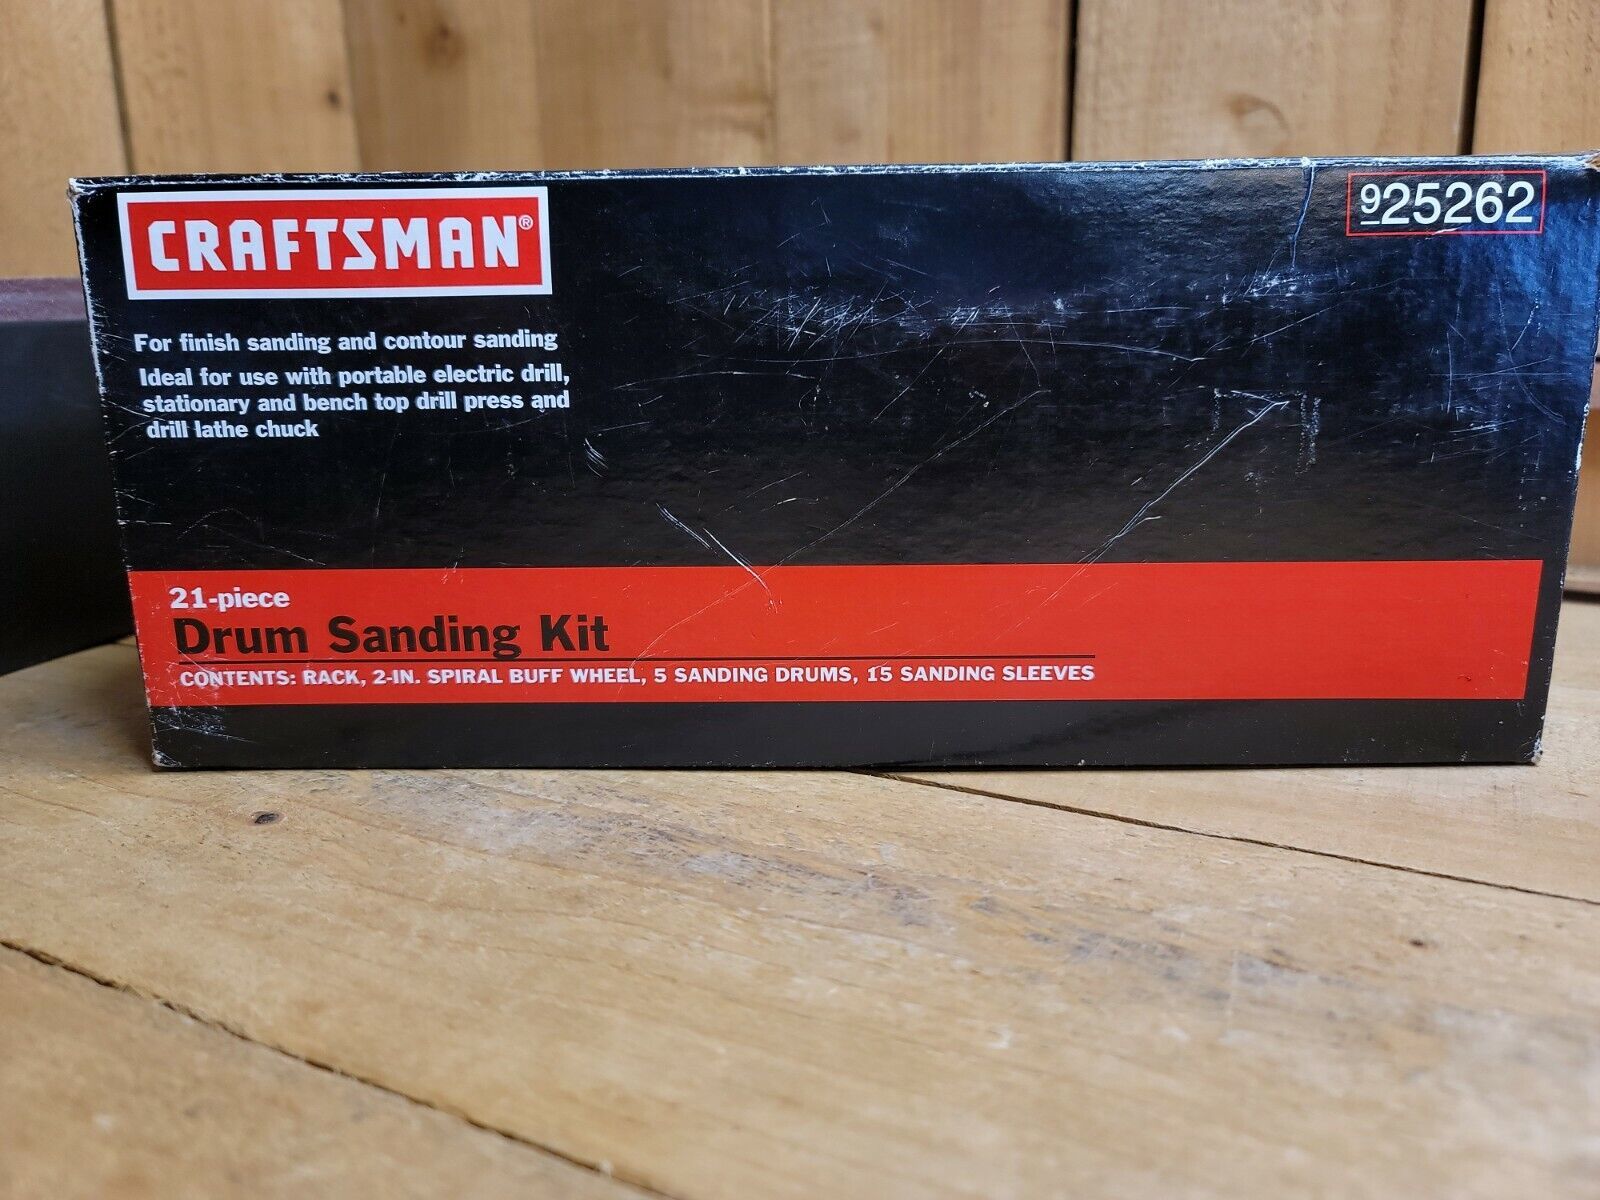 CRAFTSMAN®
925262
For finish sanding and contour sanding
Ideal for use with portable electric drill,
stationary and bench top drill press and
drill lathe chuck
21-piece
Drum Sanding Kit
CONTENTS: RACK, 2-IN. SPIRAL BUFF WHEEL, 5 SANDING DRUMS, 15 SANDING SLEEVES